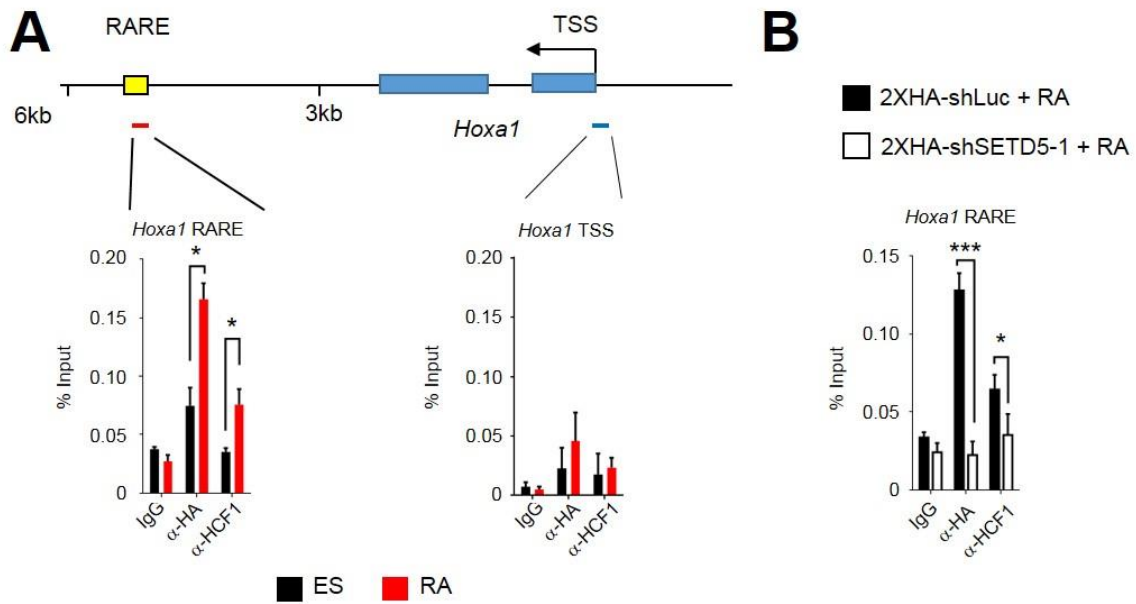 A
RARE
TSS
6kb
3kb
Hoxa1
Hoxa1 RARE
0.20
0.15
0.10
0.05
0
% Input
*
*
IgG
α-HA
α-HCF1
Hoxa1 TSS
0.20
0.15
0.10
0.05
0
% Input
IgG
α-HA
α-HCF1
ES
RA
B
2XHA-shLuc + RA
2XHA-shSETD5-1 + RA
Hoxa1 RARE
0.15
0.10
0.05
0
% Input
***
*
IgG
α-HA
α-HCF1